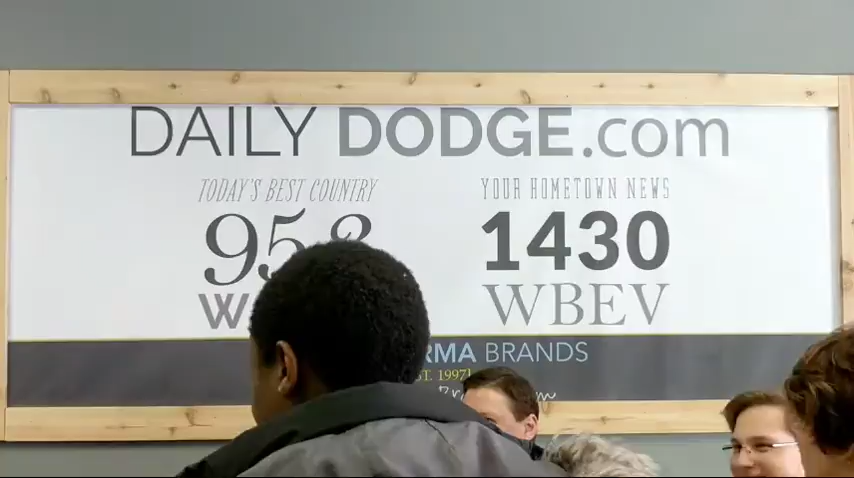 DAILY DODGE.com
TODAY'S BEST COUNTRY
YOUR HOMETOWN NEWS
1430
WBEV
BRANDS